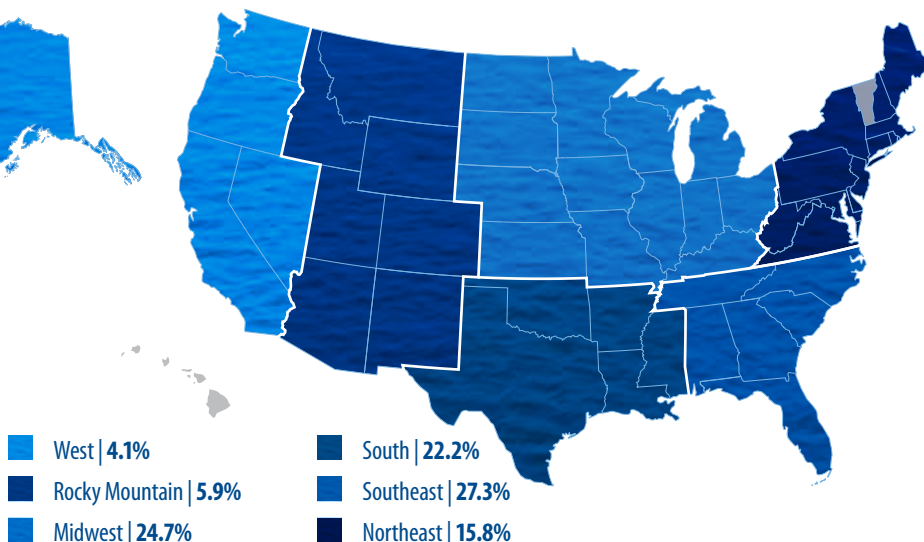 West | 4.1%
Rocky Mountain | 5.9%
Midwest | 24.7%
South | 22.2%
Southeast | 27.3%
Northeast | 15.8%